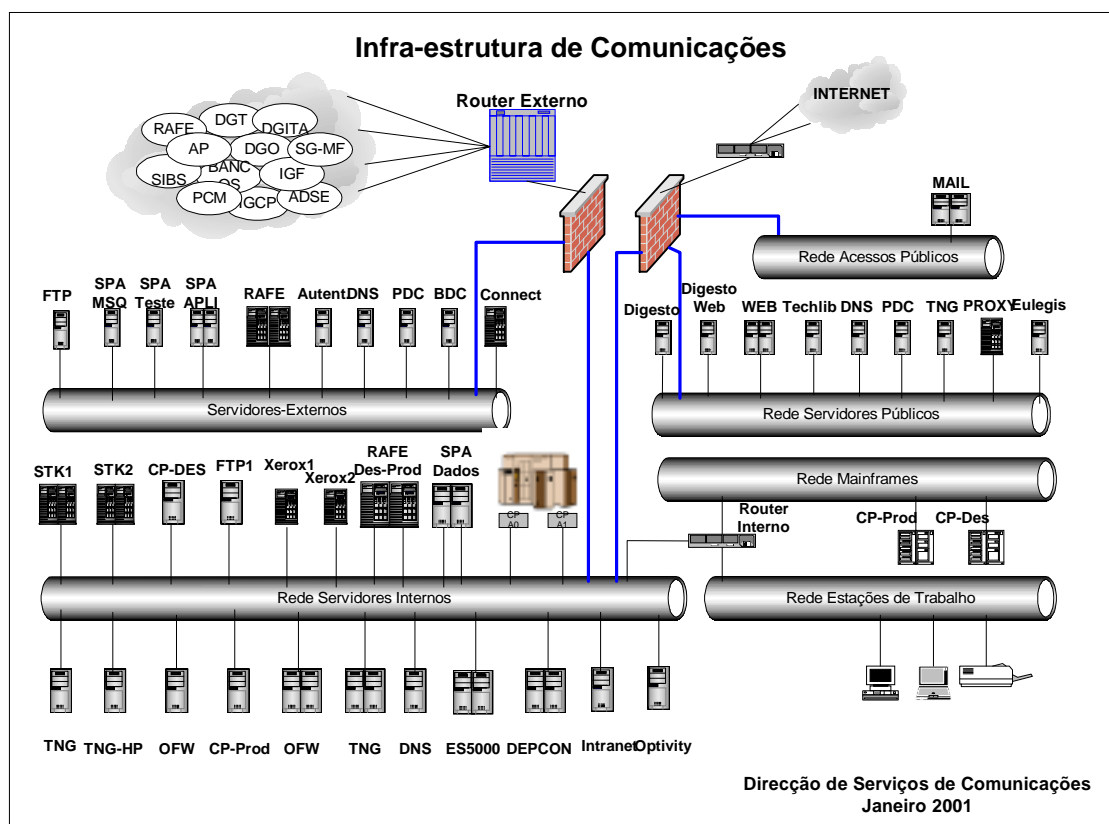 Infra-estrutura de Comunicações
Router Externo
INTERNET
RAFE
DGT
DGITA
AP
DGO
SG-MF
SIBS
BANC
OS
IGF
PCM
IGCP
ADSE
MAIL
Rede Acessos Públicos
FTP
SPA
MSQ
SPA
Teste
SPA
APLI
RAFE
Autent.
DNS
PDC
BDC
Connect
Servidores-Externos
Digesto
Digesto
Web
WEB
Techlib
DNS
PDC
TNG
PROXY
Eulegis
Rede Servidores Públicos
STK1
STK2
CP-DES
FTP1
Xerox1
Xerox2
RAFE
Des-Prod
SPA
Dados
CP
A0
CP
A1
Rede Mainframes
Router
Interno
CP-Prod
CP-Des
Rede Servidores Internos
Rede Estações de Trabalho
TNG
TNG-HP
OFW
CP-Prod
OFW
TNG
DNS
ES5000
DEPCON
Intranet
Optivity
Direcção de Serviços de Comunicações
Janeiro 2001